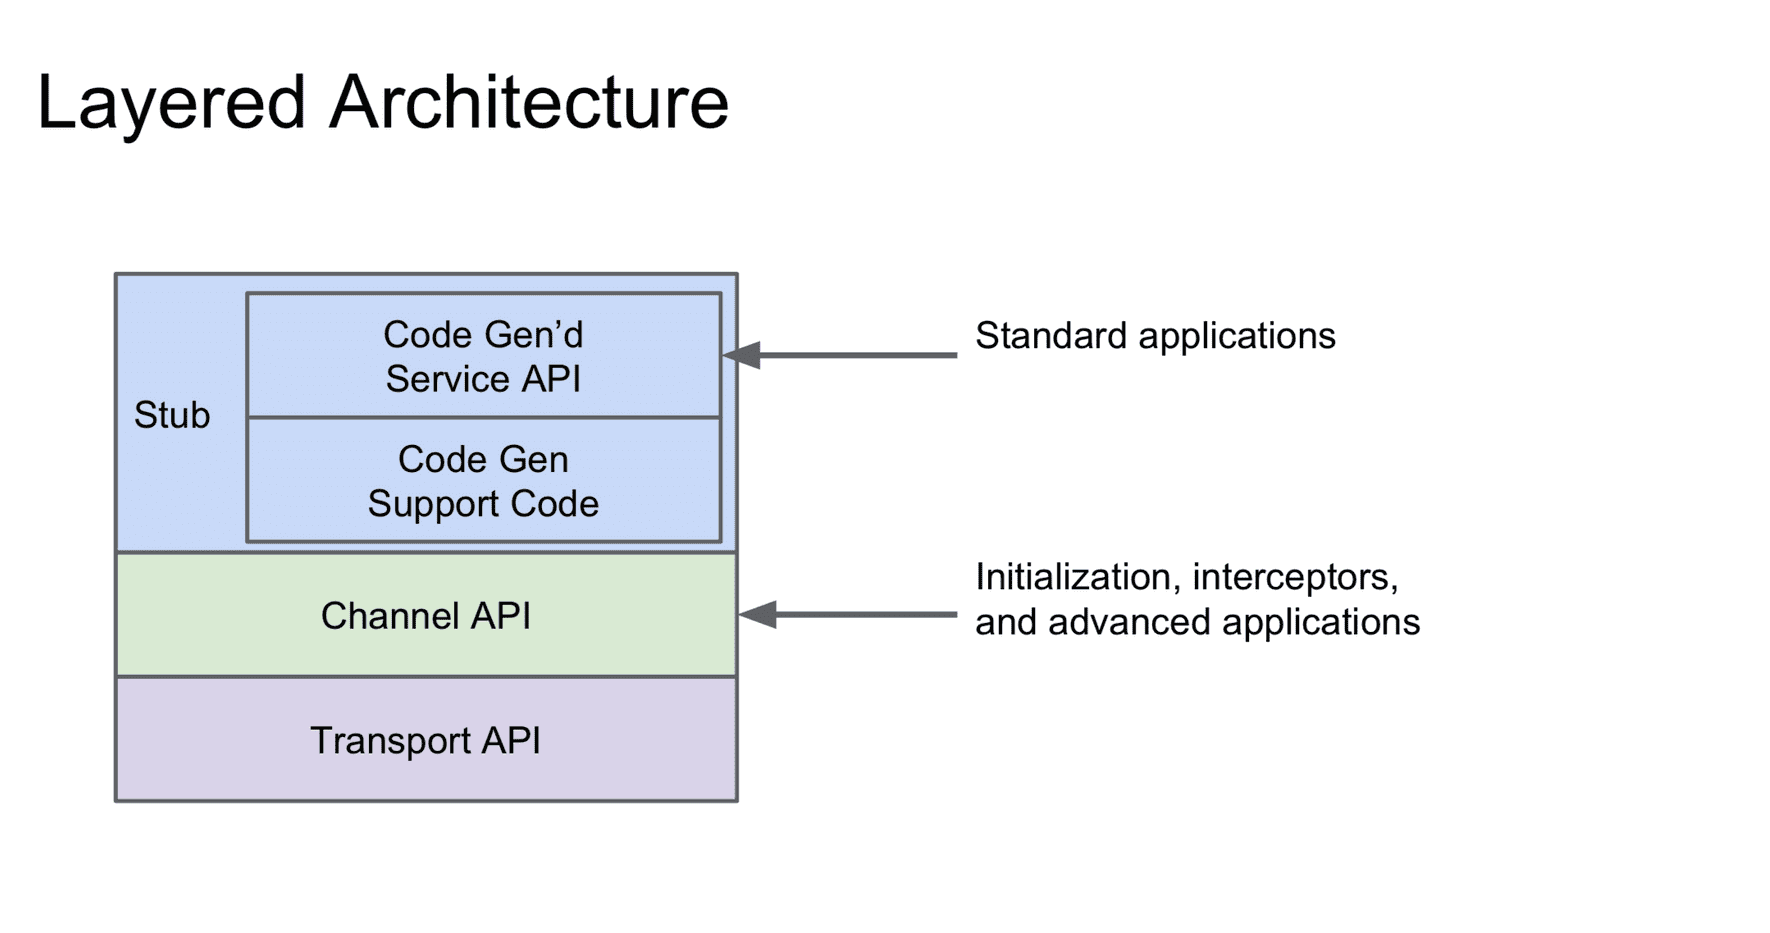 Layered Architecture
Stub
Code Gen’d
Service API
Code Gen
Support Code
Channel API
Transport API
Standard applications
Initialization, interceptors,
and advanced applications